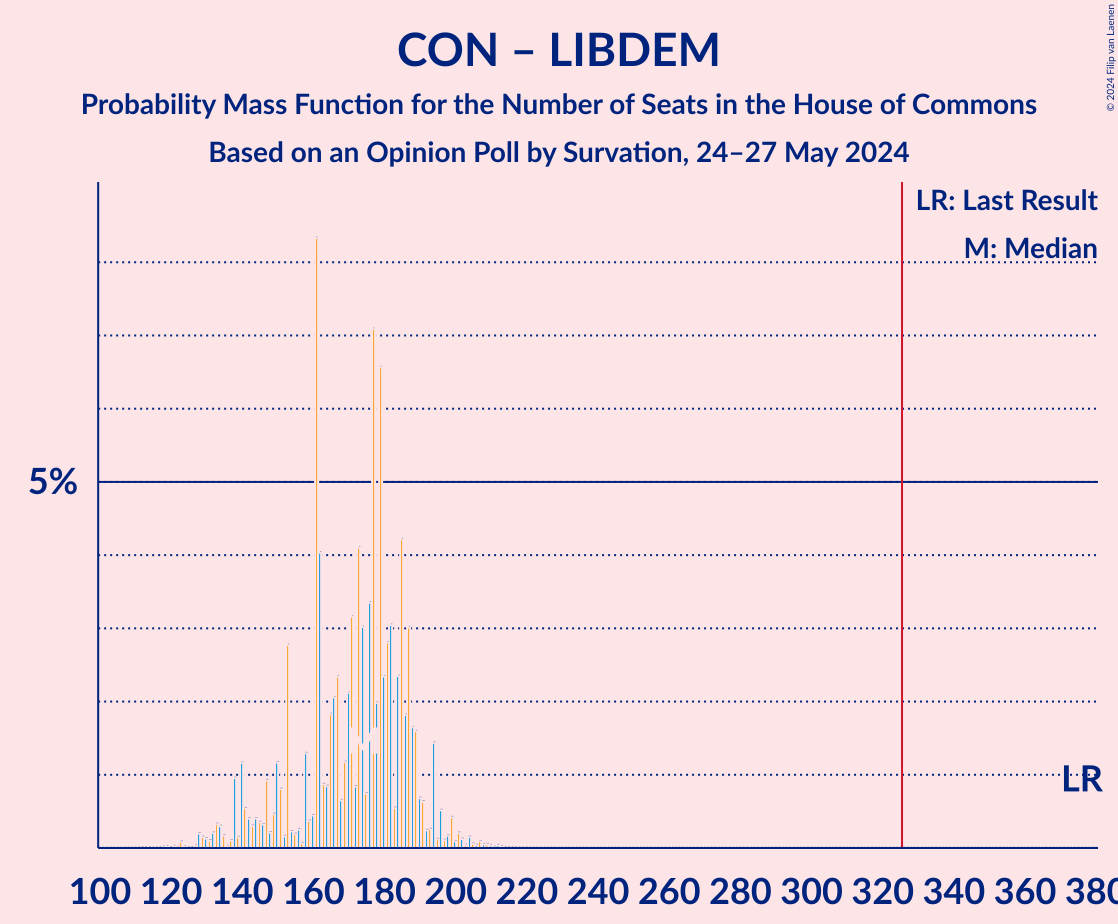 CON – LIBDEM
Probability Mass Function for the Number of Seats in the House of Commons
Based on an Opinion Poll by Survation, 24–27 May 2024
© 2024 Filip van Laenen
LR: Last Result
M: Median
5%
LR
100 120 140 160 180 200 220 240 260 280 300 320 340 360 380